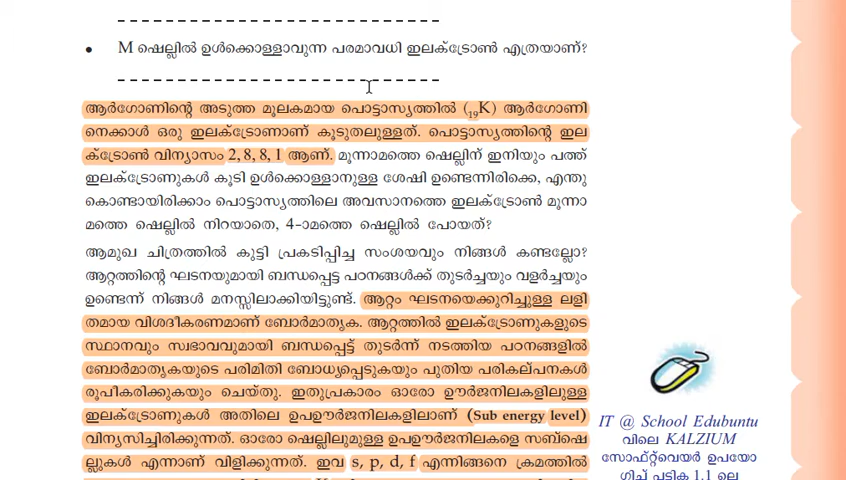 • M ഷെല്ലിൽ ഉൾക്കൊള്ളാവുന്ന പരമാവധി ഇലക്ട്രോൺ എത്രയാണ്?
ആർഗോണിന്റെ അടുത്ത മൂലകമായ പൊട്ടാസ്യത്തിൽ (₁₉K) ആർഗോണി
നെക്കാൾ ഒരു ഇലക്ട്രോണാണ് കൂടുതലുള്ളത്. പൊട്ടാസ്യത്തിന്റെ ഇല
ക്ട്രോൺ വിന്യാസം 2, 8, 8, 1 ആണ്. മൂന്നാമത്തെ ഷെല്ലിന് ഇനിയും പത്ത്
ഇലക്ട്രോണുകൾ കൂടി ഉൾക്കൊള്ളാനുള്ള ശേഷി ഉണ്ടെന്നിരിക്കെ, എന്തു
കൊണ്ടായിരിക്കാം പൊട്ടാസ്യത്തിലെ അവസാനത്തെ ഇലക്ട്രോൺ മൂന്നാ
മത്തെ ഷെല്ലിൽ നിറയാതെ, 4-ാമത്തെ ഷെല്ലിൽ പോയത്?
ആമുഖ ചിത്രത്തിൽ കുട്ടി പ്രകടിപ്പിച്ച സംശയവും നിങ്ങൾ കണ്ടല്ലോ?
ആറ്റത്തിന്റെ ഘടനയുമായി ബന്ധപ്പെട്ട പഠനങ്ങൾക്ക് തുടർച്ചയും വളർച്ചയും
ഉണ്ടെന്ന് നിങ്ങൾ മനസ്സിലാക്കിയിട്ടുണ്ട്. ആറ്റം ഘടനയെക്കുറിച്ചുള്ള ലളി
തമായ വിശദീകരണമാണ് ബോർമാതൃക. ആറ്റത്തിൽ ഇലക്ട്രോണുകളുടെ
സ്ഥാനവും സ്വഭാവവുമായി ബന്ധപ്പെട്ട് തുടർന്ന് നടത്തിയ പഠനങ്ങളിൽ
ബോർമാതൃകയുടെ പരിമിതി ബോധ്യപ്പെടുകയും പുതിയ പരികല്പനകൾ
രൂപീകരിക്കുകയും ചെയ്തു. ഇതുപ്രകാരം ഓരോ ഊർജനിലകളിലുള്ള
ഇലക്ട്രോണുകൾ അതിലെ ഉപഊർജനിലകളിലാണ് (Sub energy level)
വിന്യസിച്ചിരിക്കുന്നത്. ഓരോ ഷെല്ലിലുമുള്ള ഉപഊർജനിലകളെ സബ്ഷെ
ല്ലുകൾ എന്നാണ് വിളിക്കുന്നത്. ഇവ s, p, d, f എന്നിങ്ങനെ ക്രമത്തിൽ
IT @ School Edubuntu
വിലെ KALZIUM
സോഫ്റ്റ്‌വെയർ ഉപയോ
ഗിച്ച് പട്ടിക 1.1 ലെ